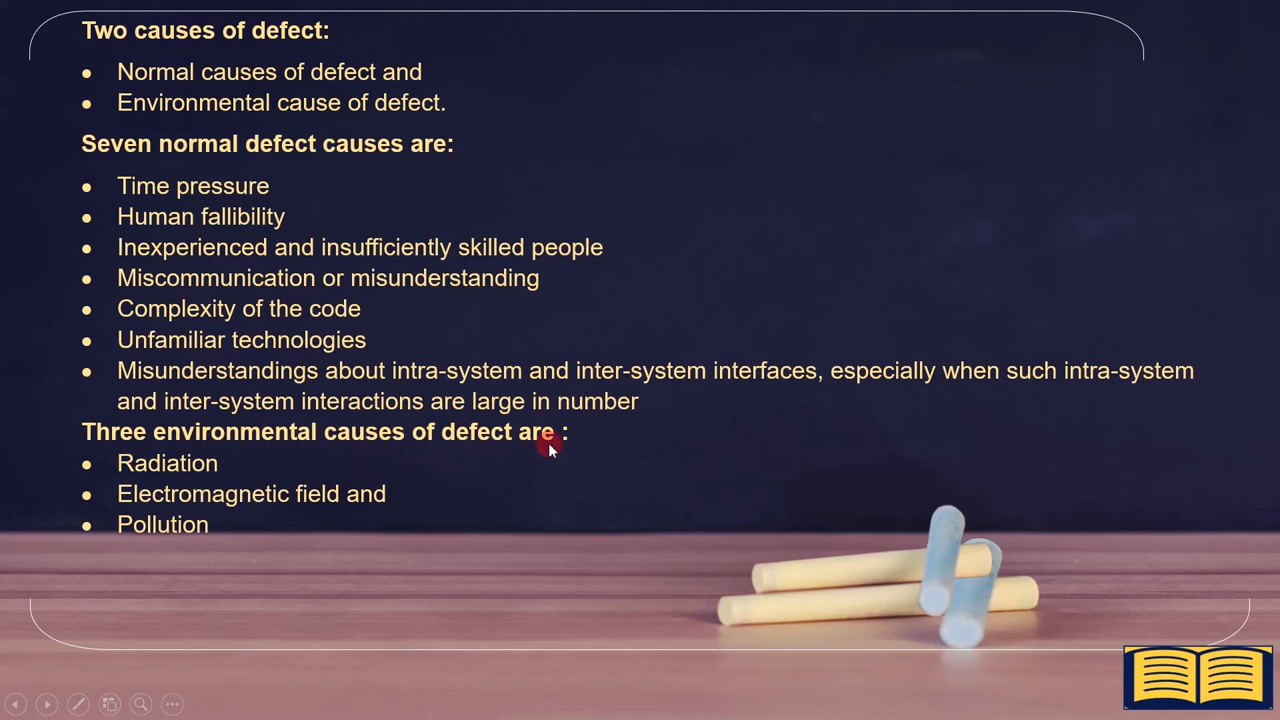 Two causes of defect:
• Normal causes of defect and
• Environmental cause of defect.
Seven normal defect causes are:
• Time pressure
• Human fallibility
• Inexperienced and insufficiently skilled people
• Miscommunication or misunderstanding
• Complexity of the code
• Unfamiliar technologies
• Misunderstandings about intra-system and inter-system interfaces, especially when such intra-system
and inter-system interactions are large in number
Three environmental causes of defect are :
• Radiation
• Electromagnetic field and
• Pollution